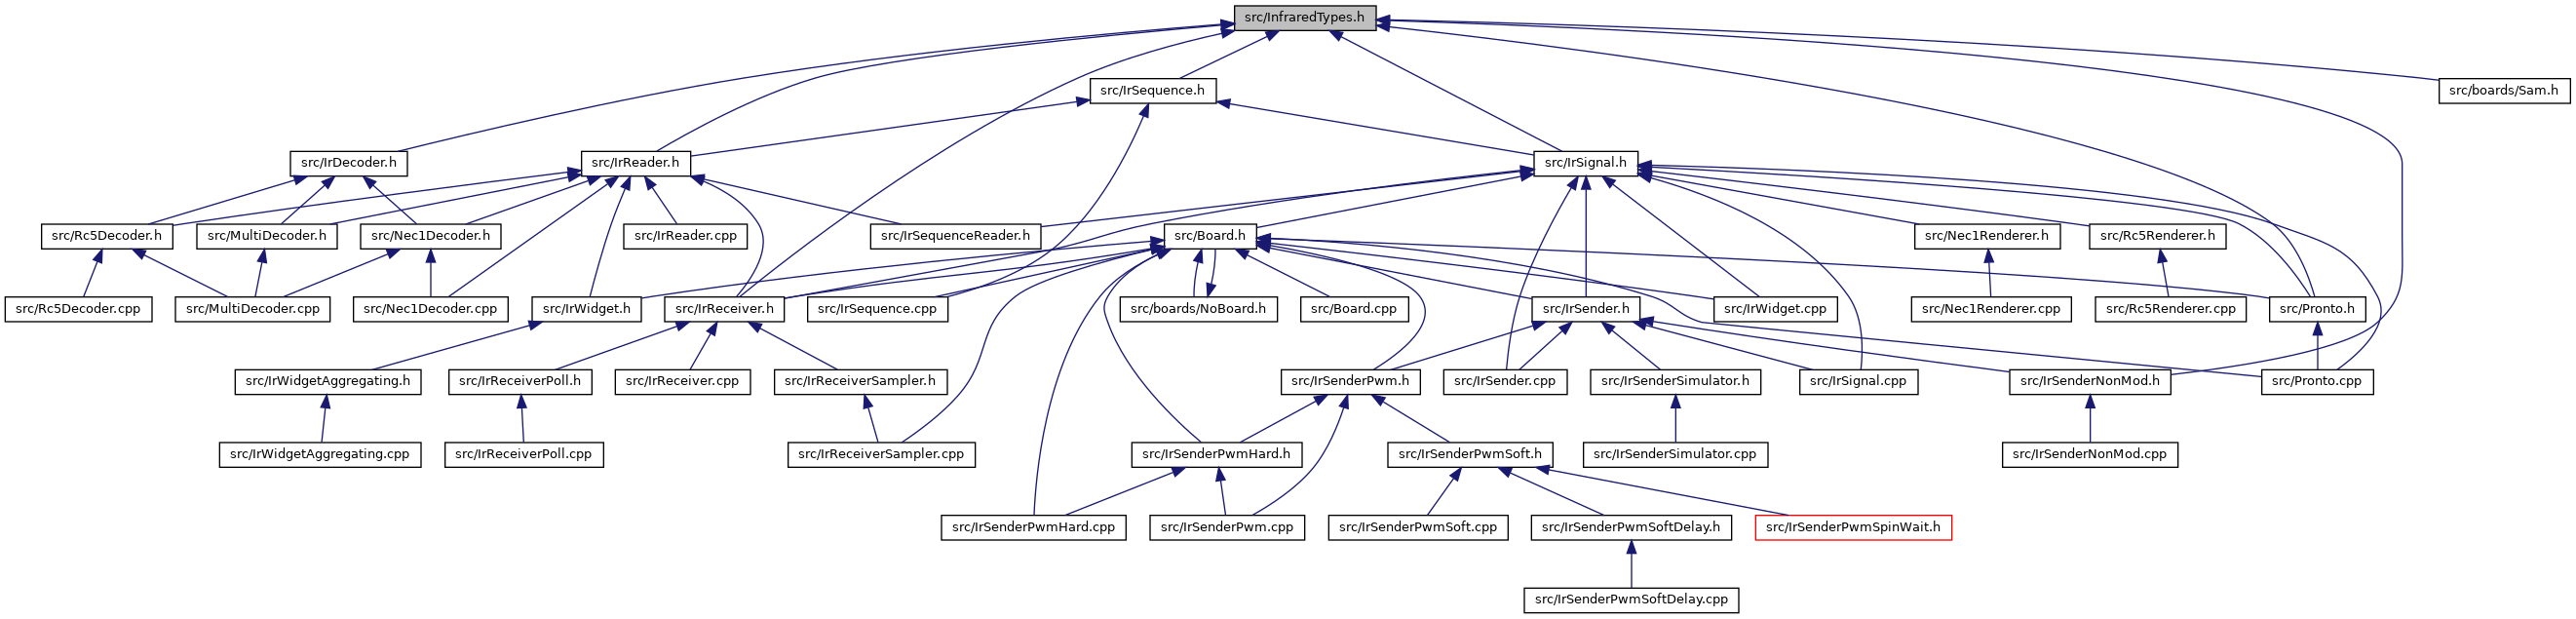 src/InfraredTypes.h
src/IrSequence.h
src/boards/Sam.h
src/IrDecoder.h
src/IrReader.h
src/IrSignal.h
src/Rc5Decoder.h
src/MultiDecoder.h
src/Nec1Decoder.h
src/IrReader.cpp
src/IrSequenceReader.h
src/Board.h
src/Nec1Renderer.h
src/Rc5Renderer.h
src/Rc5Decoder.cpp
src/MultiDecoder.cpp
src/Nec1Decoder.cpp
src/IrWidget.h
src/IrReceiver.h
src/IrSequence.cpp
src/boards/NoBoard.h
src/Board.cpp
src/IrSender.h
src/IrWidget.cpp
src/Nec1Renderer.cpp
src/Rc5Renderer.cpp
src/Pronto.h
src/IrWidgetAggregating.h
src/IrReceiverPoll.h
src/IrReceiver.cpp
src/IrReceiverSampler.h
src/IrSenderPwm.h
src/IrSender.cpp
src/IrSenderSimulator.h
src/IrSignal.cpp
src/IrSenderNonMod.h
src/Pronto.cpp
src/IrWidgetAggregating.cpp
src/IrReceiverPoll.cpp
src/IrReceiverSampler.cpp
src/IrSenderPwmHard.h
src/IrSenderPwmSoft.h
src/IrSenderSimulator.cpp
src/IrSenderNonMod.cpp
src/IrSenderPwmHard.cpp
src/IrSenderPwm.cpp
src/IrSenderPwmSoft.cpp
src/IrSenderPwmSoftDelay.h
src/IrSenderPwmSpinWait.h
src/IrSenderPwmSoftDelay.cpp